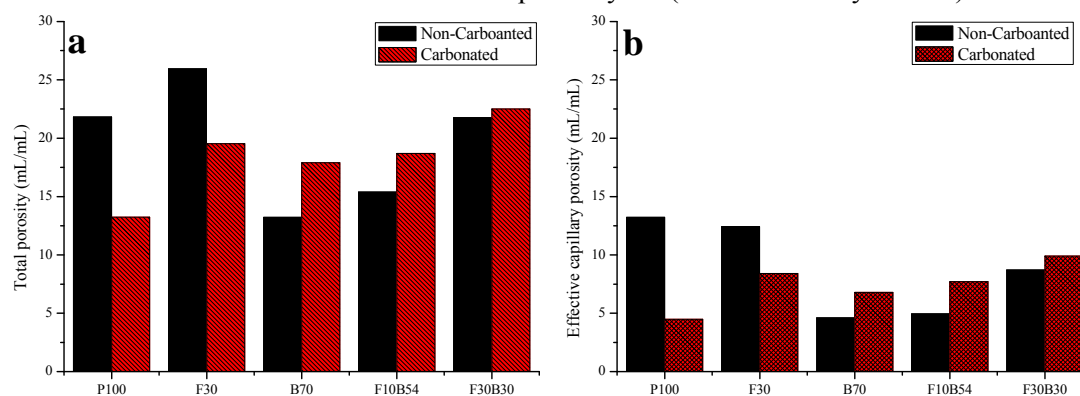 a
Non-Carboanted
Carbonated
Total porosity (mL/mL)
30
25
20
15
10
5
0
P100 F30 B70 F10B54 F30B30
b
Non-Carboanted
Carbonated
Effective capillary porosity (mL/mL)
30
25
20
15
10
5
0
P100 F30 B70 F10B54 F30B30